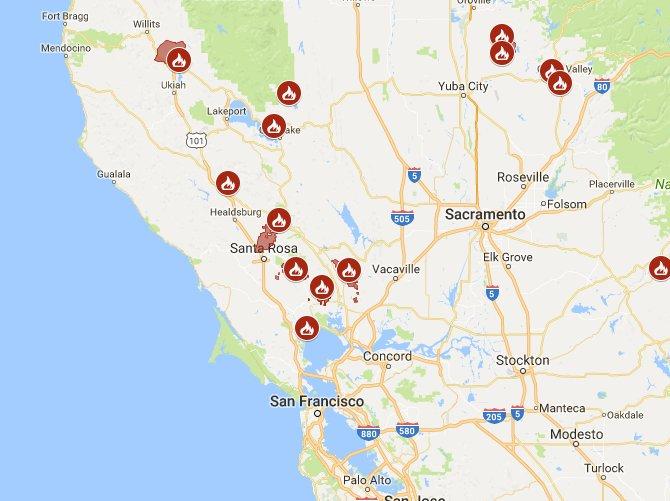 Fort Bragg
Willits
Oroville
Mendocino
Valley
Ukiah
80
Yuba City
Lakeport
101
5
Gualala
Roseville
Placerville
Na
Healdsburg
505
Sacramento
Folsom
Santa Rosa
Vacaville
Elk Grove
5
Concord
Stockton
San Francisco
205
5
Manteca
Oakdale
880
580
Modesto
Turlock
Palo Alto
San Jose